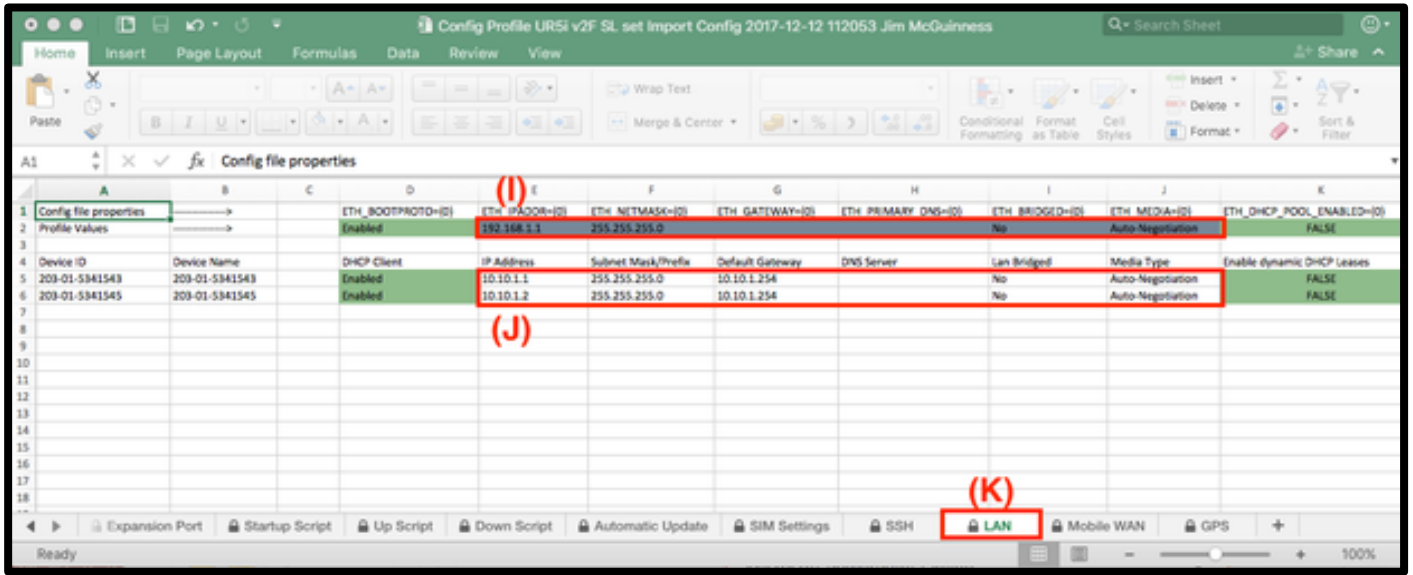 Config Profile UR5i v2F SL set Import Config 2017-12-12 112053 Jim McGuinness Search Sheet
Home Insert Page Layout Formulas Data Review View Share
Paste B I U A A A Wrap Text Merge & Center % Conditional Formatting Format as Table Cell Styles Insert Delete Format Sort & Filter
A1 fx Config file properties
(I)
A B C D E F G H I J K
1 Config file properties -----------> ETH_BOOTPROTO={0} ETH_IPADDR={0} ETH_NETMASK={0} ETH_GATEWAY={0} ETH_PRIMARY_DNS={0} ETH_BRIDGED={0} ETH_MEDIA={0} ETH_DHCP_POOL_ENABLED={0}
2 Profile Values -----------> Enabled 192.168.1.1 255.255.255.0 No Auto-Negotiation FALSE
3
4 Device ID Device Name DHCP Client IP Address Subnet Mask/Prefix Default Gateway DNS Server Lan Bridged Media Type Enable dynamic DHCP Leases
5 203-01-5341543 203-01-5341543 Enabled 10.10.1.1 255.255.255.0 10.10.1.254 No Auto-Negotiation FALSE
6 203-01-5341545 203-01-5341545 Enabled 10.10.1.2 255.255.255.0 10.10.1.254 No Auto-Negotiation FALSE
7
(J)
8
9
10
11
12
13
14
15
16
17
18
(K)
Expansion Port Startup Script Up Script Down Script Automatic Update SIM Settings SSH LAN Mobile WAN GPS +
Ready 100%